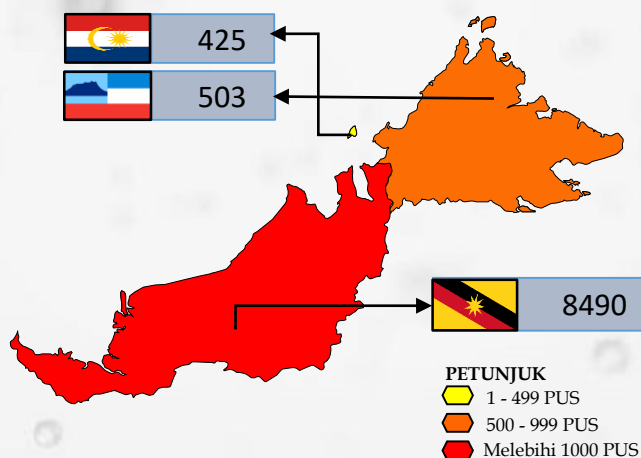 425
503
8490
PETUNJUK
1 - 499 PUS
500 - 999 PUS
Melebihi 1000 PUS